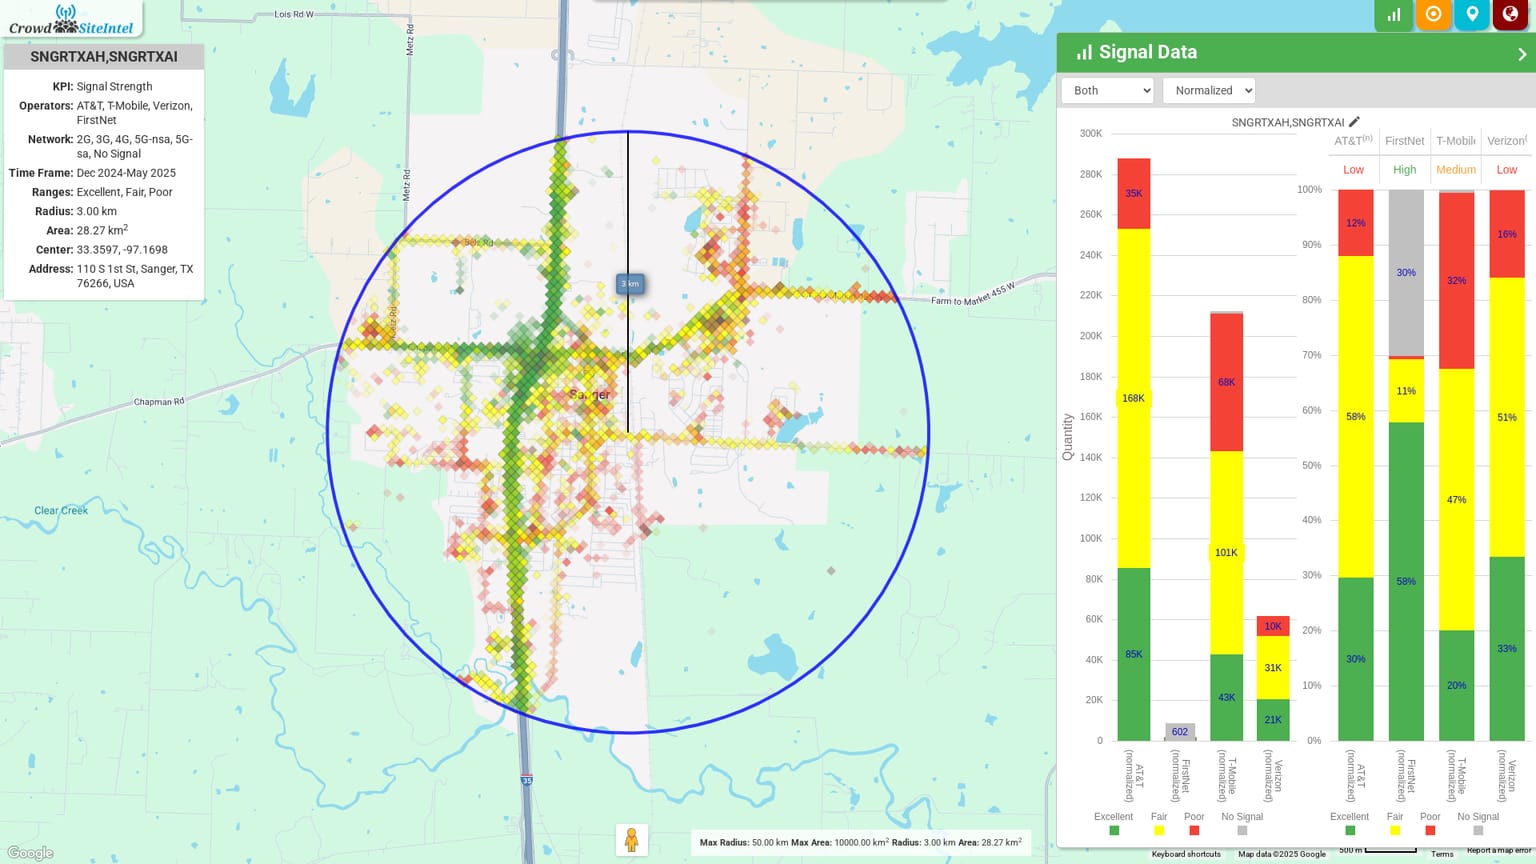 Crowd SiteIntel
SNGRTXAH,SNGRTXAI
KPI: Signal Strength
Operators: AT&T, T-Mobile, Verizon,
FirstNet
Network: 2G, 3G, 4G, 5G-nsa, 5G-
sa, No Signal
Time Frame: Dec 2024-May 2025
Ranges: Excellent, Fair, Poor
Radius: 3.00 km
Area: 28.27 km2
Center: 33.3597, -97.1698
Address: 110 S 1st St, Sanger, TX
76266, USA
Lois Rd W
Metz Rd
Metz Rd
Belz Rd
Metz Rd
3 km
Farm to Market 455 W
Chapman Rd
Sanger
Clear Creek
35
Google
Max Radius: 50.00 km Max Area: 10000.00 km2 Radius: 3.00 km Area: 28.27 km2
Signal Data
Both
Normalized
SNGRTXAH,SNGRTXAI
300K
280K
260K
240K
220K
200K
180K
160K
140K
120K
100K
80K
60K
40K
20K
0
Quantity
35K
168K
85K
602
68K
101K
43K
10K
31K
21K
AT&T
(normalized)
FirstNet
(normalized)
T-Mobile
(normalized)
Verizon
(normalized)
Excellent
Fair
Poor
No Signal
AT&T(n)
FirstNet
T-Mobile
Verizon(
Low
High
Medium
Low
100%
90%
80%
70%
60%
50%
40%
30%
20%
10%
0%
12%
58%
30%
30%
11%
58%
32%
47%
20%
16%
51%
33%
AT&T
(normalized)
FirstNet
(normalized)
T-Mobile
(normalized)
Verizon
(normalized)
Excellent
Fair
Poor
No Signal
Keyboard shortcuts
Map data ©2025 Google
500 m
Terms
Report a map error